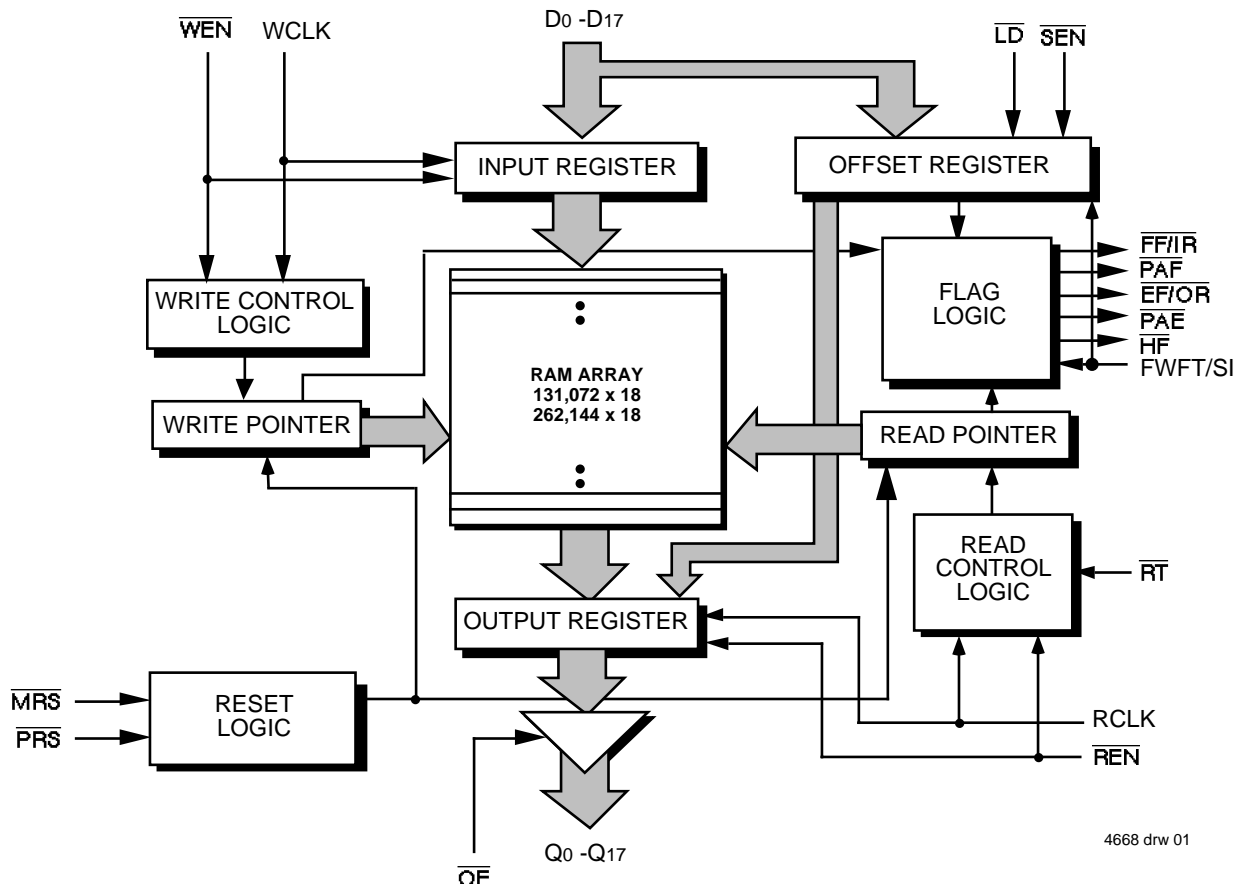 WEN WCLK D0 -D17 LD SEN
INPUT REGISTER
OFFSET REGISTER
WRITE CONTROL
LOGIC
FLAG
LOGIC
FF/IR
PAF
EF/OR
PAE
HF
FWFT/SI
RAM ARRAY
131,072 x 18
262,144 x 18
WRITE POINTER
READ POINTER
READ
CONTROL
LOGIC
RT
OUTPUT REGISTER
MRS
PRS
RESET
LOGIC
RCLK
REN
OE
Q0 -Q17
4668 drw 01